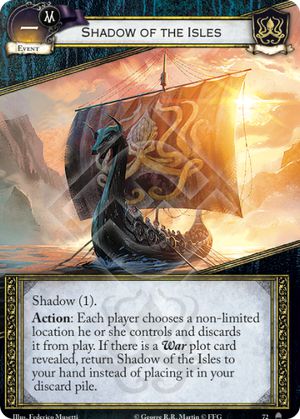 SHADOW OF THE ISLES
EVENT
Shadow (1).
Action: Each player chooses a non-limited
location he or she controls and discards
it from play. If there is a War plot card
revealed, return Shadow of the Isles to
your hand instead of placing it in your
discard pile.
Illus. Federico Musetti © George R.R. Martin © FFG 72